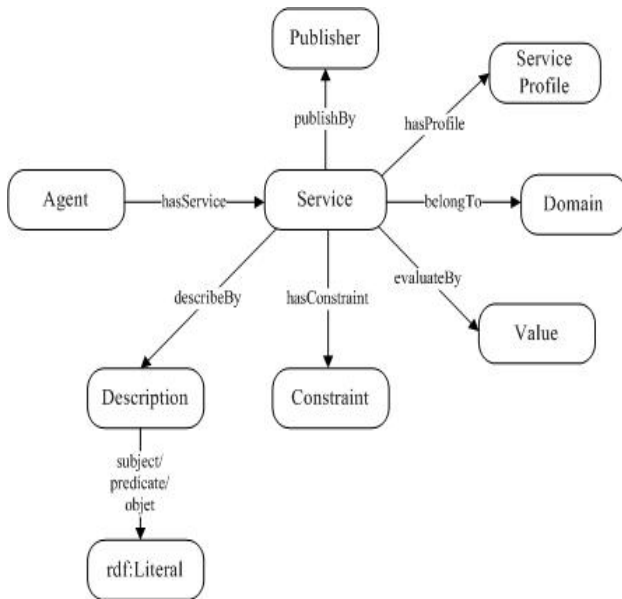 Publisher
Service
Profile
publishBy
hasProfile
Agent
hasService
Service
belongTo
Domain
describeBy
hasConstraint
evaluateBy
Value
Description
Constraint
subject/
predicate/
objet
rdf:Literal